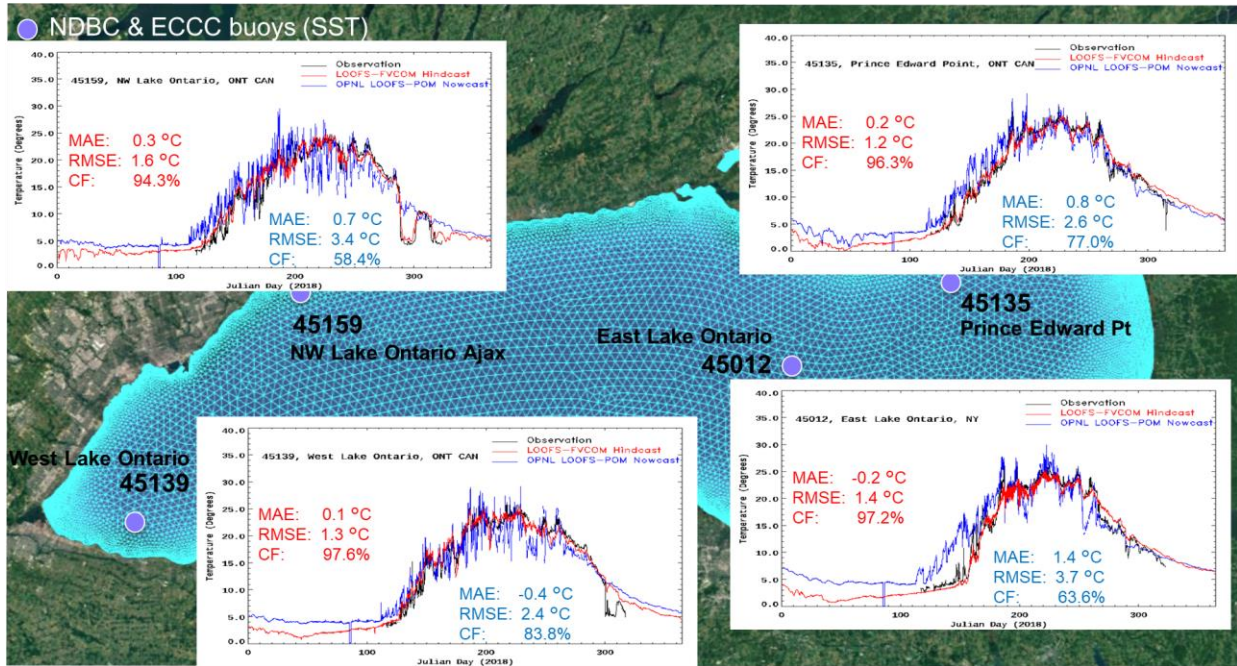 NDBC & ECCC buoys (SST)
45159, NW Lake Ontario, ONT CAN
Observation
LOOFS-FVCOM Hindcast
OPNL LOOFS-POM Nowcast
Temperature (Degrees)
40.0
35.0
30.0
25.0
20.0
15.0
10.0
5.0
0.0
MAE: 0.3 °C
RMSE: 1.6 °C
CF: 94.3%
MAE: 0.7 °C
RMSE: 3.4 °C
CF: 58.4%
0 100 200 300
Julian Day (2018)
45135, Prince Edward Point, ONT CAN
Observation
LOOFS-FVCOM Hindcast
OPNL LOOFS-POM Nowcast
Temperature (Degrees)
40.0
35.0
30.0
25.0
20.0
15.0
10.0
5.0
0.0
MAE: 0.2 °C
RMSE: 1.2 °C
CF: 96.3%
MAE: 0.8 °C
RMSE: 2.6 °C
CF: 77.0%
0 100 200 300
Julian Day (2018)
45159
NW Lake Ontario Ajax
East Lake Ontario
45012
45135
Prince Edward Pt
West Lake Ontario
45139
45139, West Lake Ontario, ONT CAN
Observation
LOOFS-FVCOM Hindcast
OPNL LOOFS-POM Nowcast
Temperature (Degrees)
40.0
35.0
30.0
25.0
20.0
15.0
10.0
5.0
0.0
MAE: 0.1 °C
RMSE: 1.3 °C
CF: 97.6%
MAE: -0.4 °C
RMSE: 2.4 °C
CF: 83.8%
0 100 200 300
Julian Day (2018)
45012, East Lake Ontario, NY
Observation
LOOFS-FVCOM Hindcast
OPNL LOOFS-POM Nowcast
Temperature (Degrees)
40.0
35.0
30.0
25.0
20.0
15.0
10.0
5.0
0.0
MAE: -0.2 °C
RMSE: 1.4 °C
CF: 97.2%
MAE: 1.4 °C
RMSE: 3.7 °C
CF: 63.6%
0 100 200 300
Julian Day (2018)